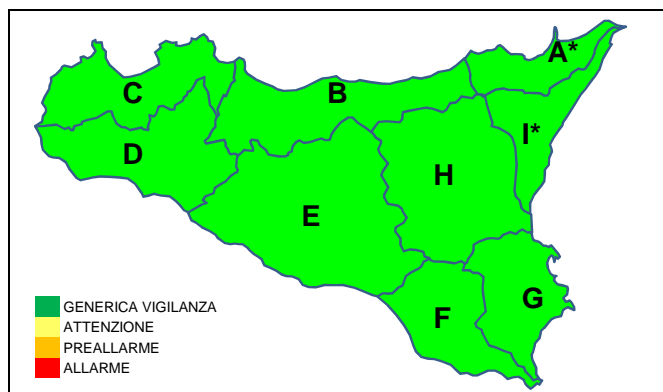 A*
C
B
I*
D
H
E
G
F
GENERICA VIGILANZA
ATTENZIONE
PREALLARME
ALLARME